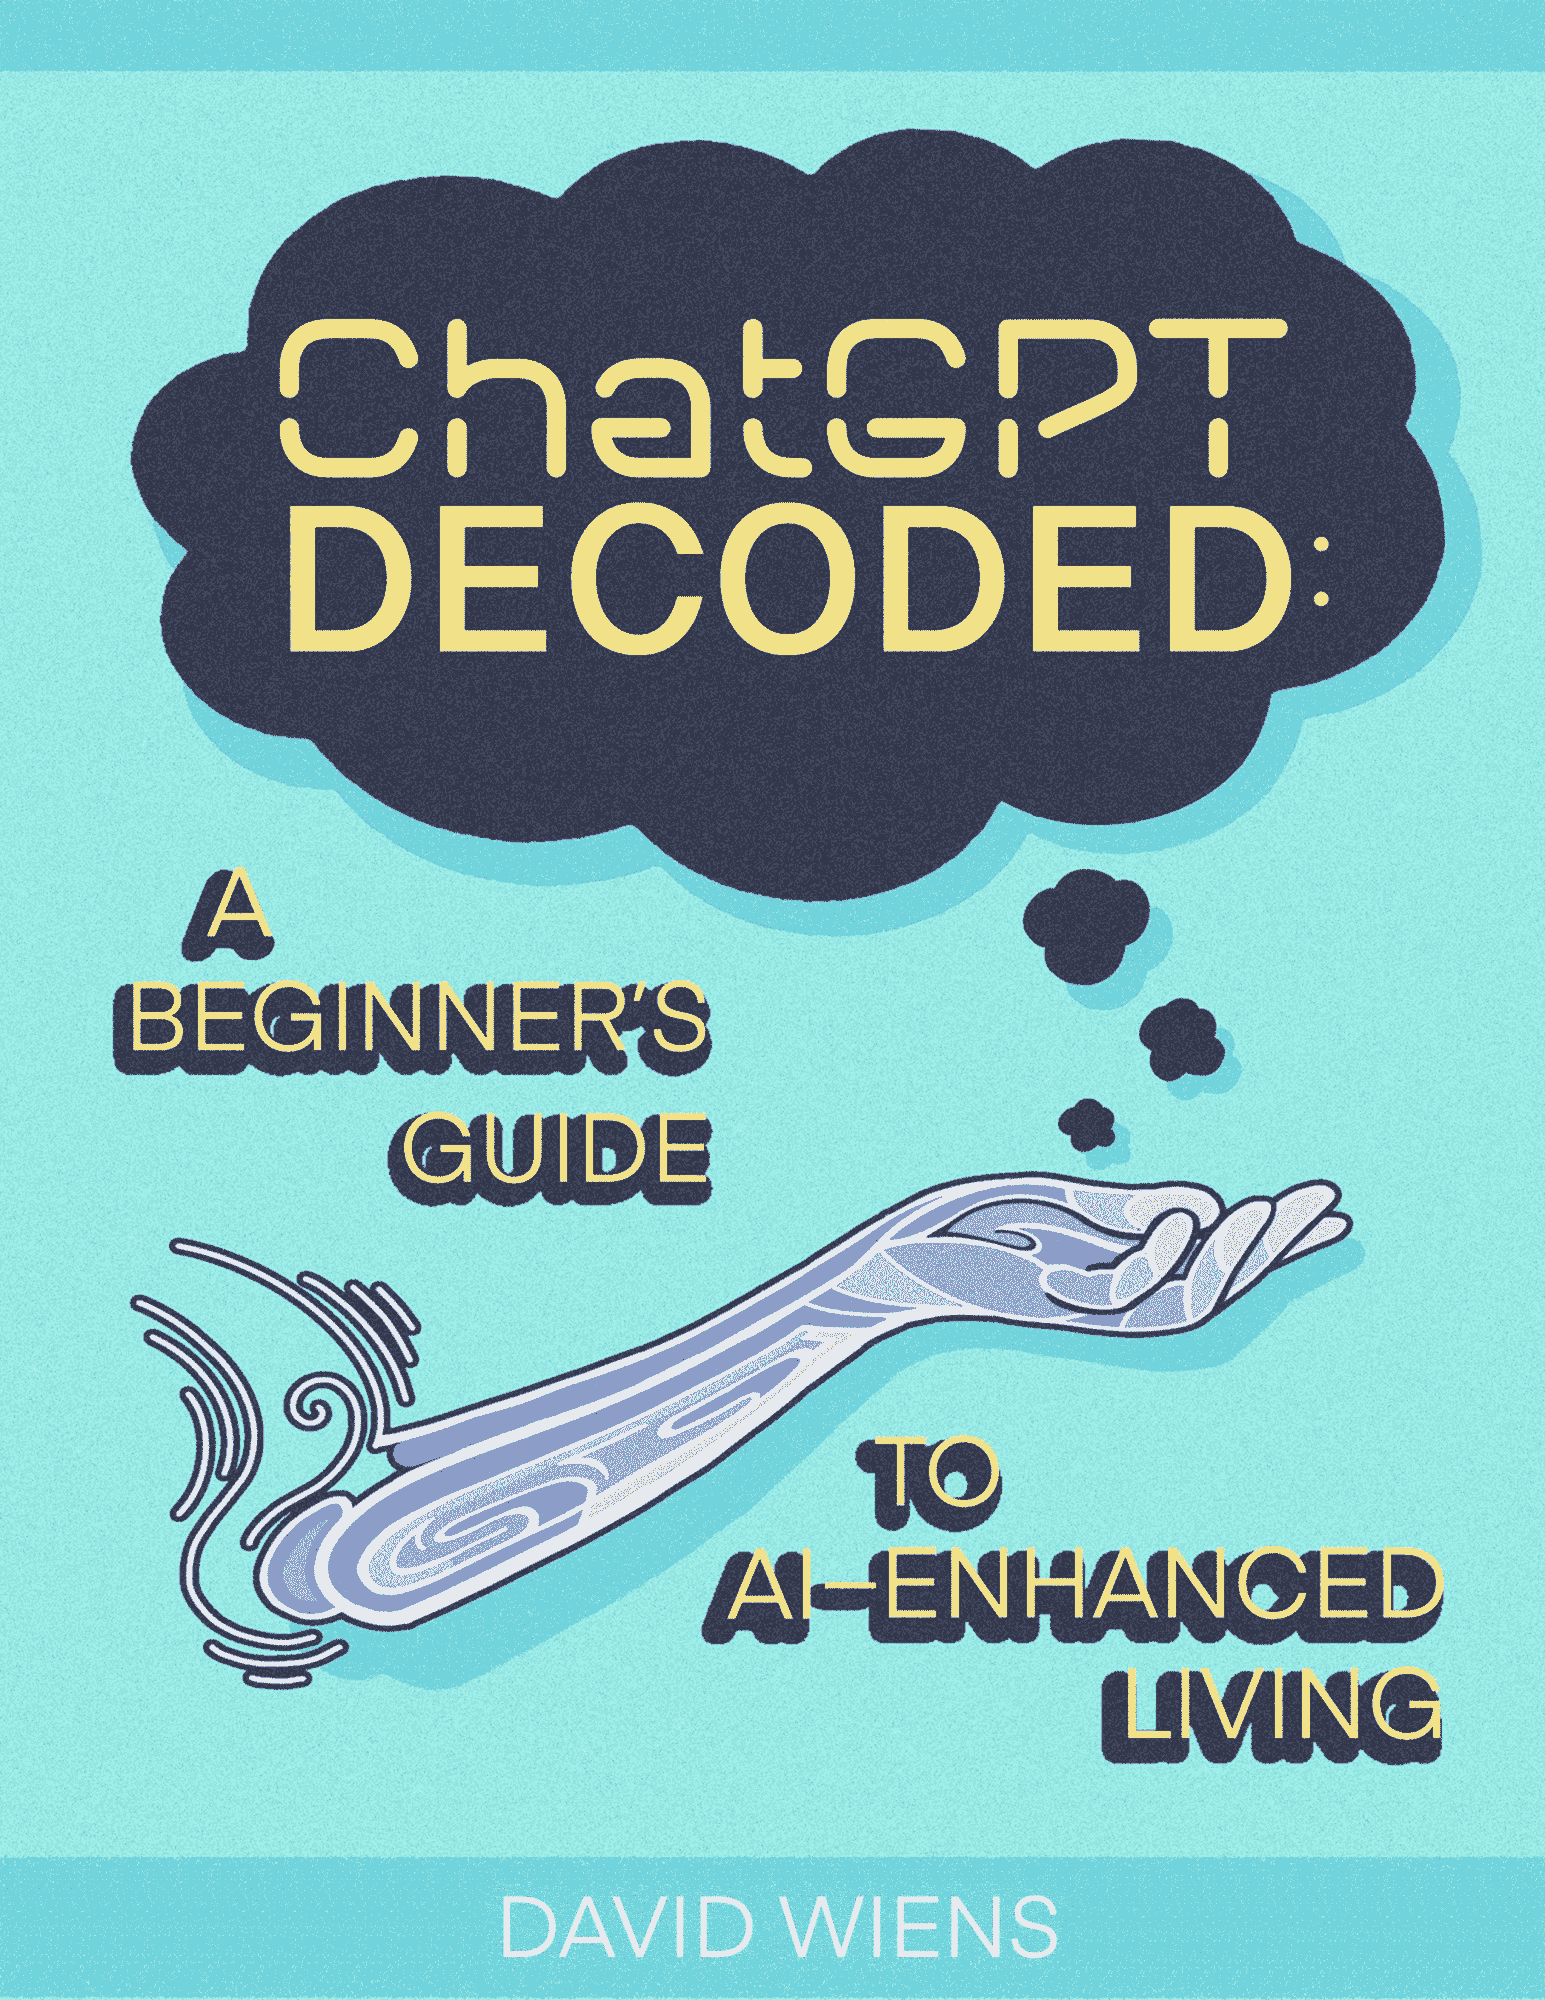 ChatGPT
DECODED:
A
BEGINNER'S
GUIDE
TO
AI-ENHANCED
LIVING
DAVID WIENS